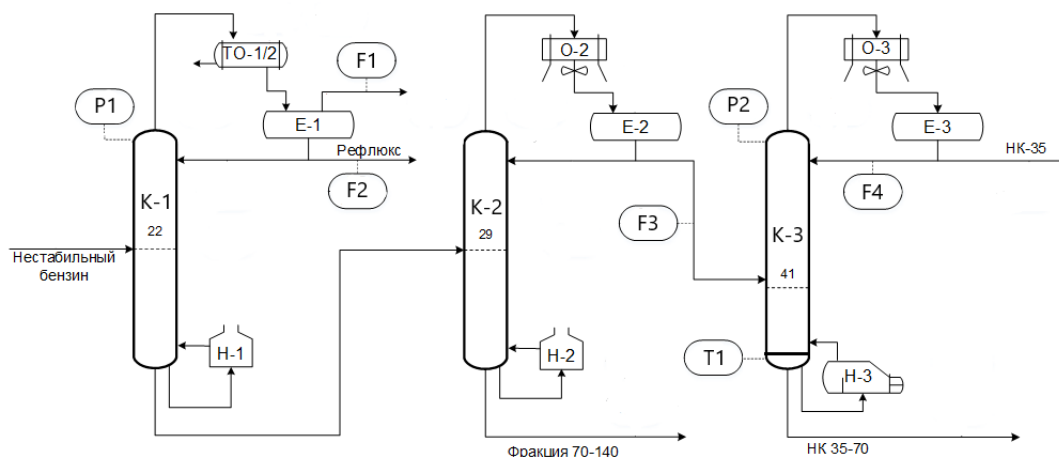 ТО-1/2
F1
О-2
О-3
P1
Е-1
Е-2
P2
Е-3
Рефлюкс
НК-35
F2
F4
К-1
22
К-2
29
F3
К-3
41
Нестабильный
бензин
Н-1
Н-2
T1
Н-3
Фракция 70-140
НК 35-70